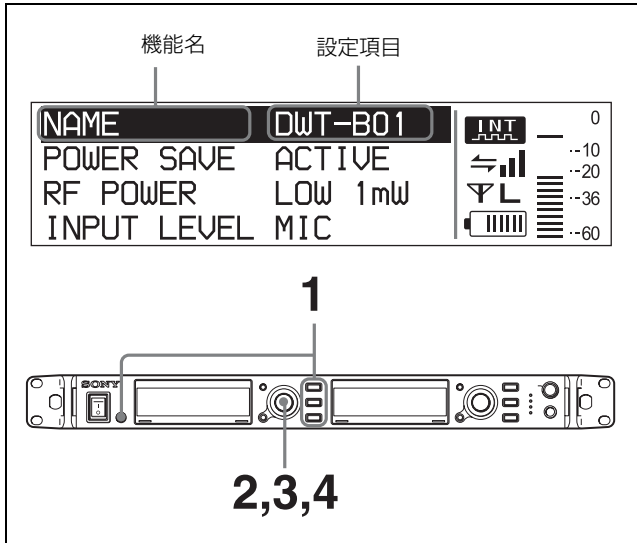 機能名 設定項目
NAME DWT-B01 INT 0
POWER SAVE ACTIVE -10
-20
RF POWER LOW 1mW L -36
INPUT LEVEL MIC -60
1
SONY
2,3,4